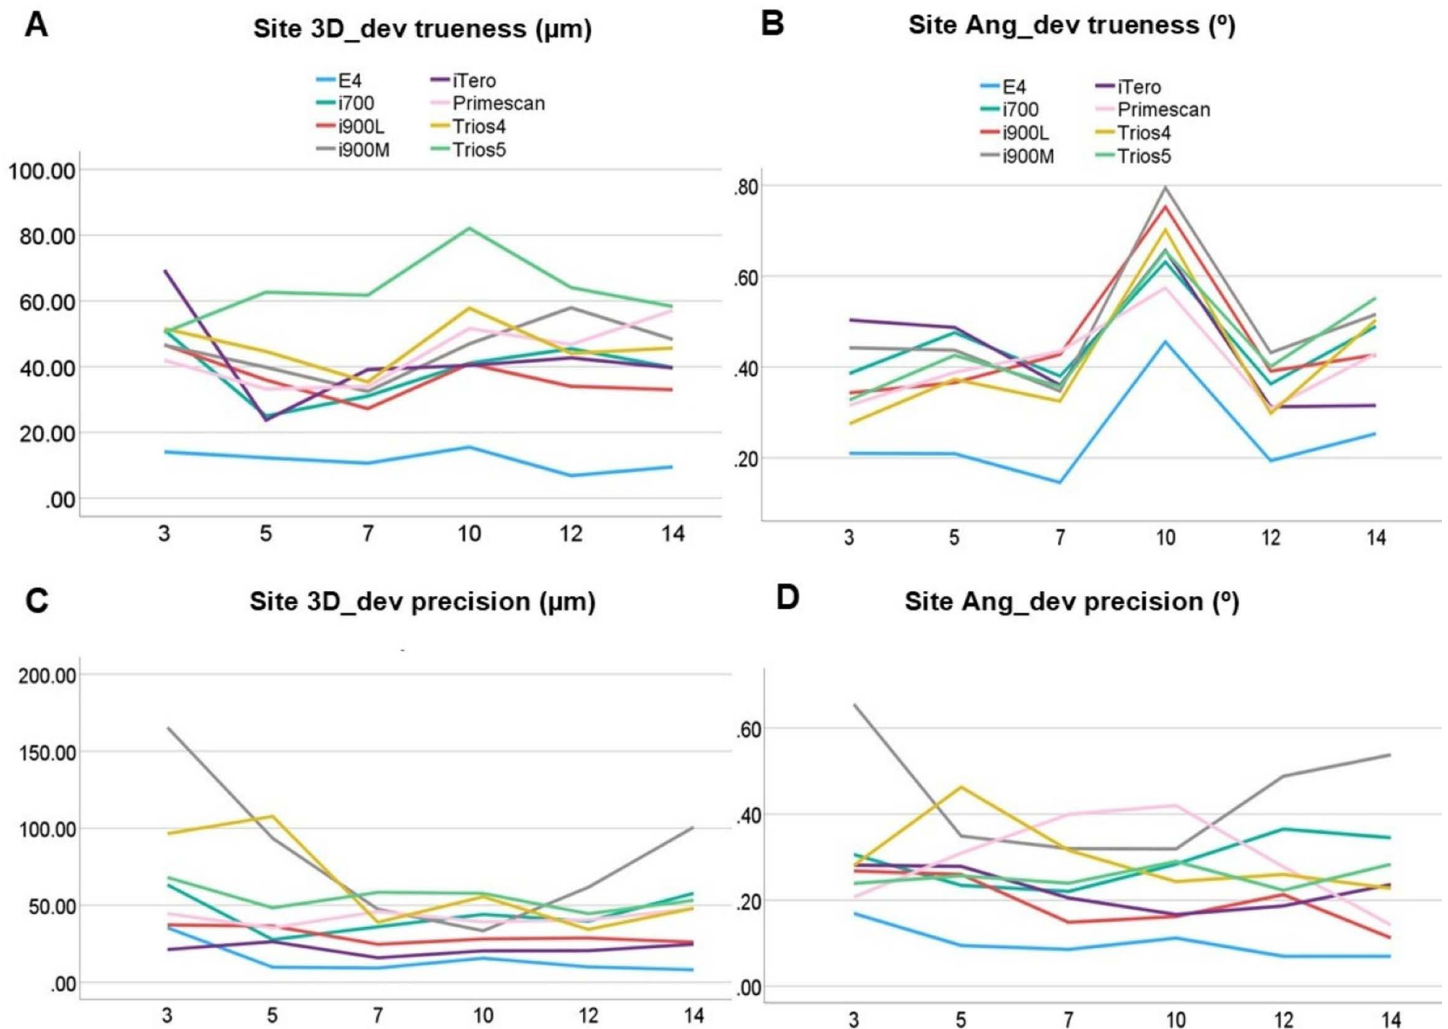 A
Site 3D_dev trueness (µm)
E4
iTero
i700
Primescan
i900L
Trios4
i900M
Trios5
100.00
80.00
60.00
40.00
20.00
.00
3 5 7 10 12 14
B
Site Ang_dev trueness (º)
E4
iTero
i700
Primescan
i900L
Trios4
i900M
Trios5
.80
.60
.40
.20
3 5 7 10 12 14
C
Site 3D_dev precision (µm)
200.00
150.00
100.00
50.00
.00
3 5 7 10 12 14
D
Site Ang_dev precision (º)
.60
.40
.20
.00
3 5 7 10 12 14